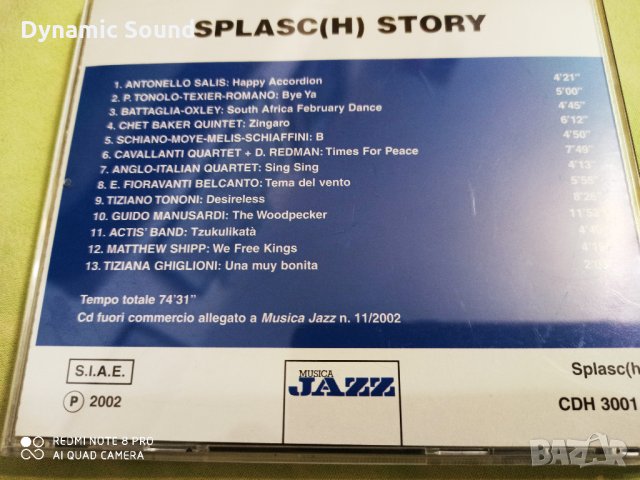 Dynamic Sound
SPLASC(H) STORY
1. ANTONELLO SALIS: Happy Accordion 4'21"
2. P. TONOLO-TEXIER-ROMANO: Bye Ya 5'00"
3. BATTAGLIA-OXLEY: South Africa February Dance 4'45"
4. CHET BAKER QUINTET: Zingaro 6'12"
5. SCHIANO-MOYE-MELIS-SCHIAFFINI: B 4'50"
6. CAVALLANTI QUARTET + D. REDMAN: Times For Peace 7'49"
7. ANGLO-ITALIAN QUARTET: Sing Sing 4'13"
8. E. FIORAVANTI BELCANTO: Tema del vento
9. TIZIANO TONONI: Desireless
10. GUIDO MANUSARDI: The Woodpecker
11. ACTIS' BAND: Tzukulikatà
12. MATTHEW SHIPP: We Free Kings
13. TIZIANA GHIGLIONI: Una muy bonita
Tempo totale 74'31"
Cd fuori commercio allegato a Musica Jazz n. 11/2002
S.I.A.E.
MUSICA
JAZZ
Splasc(h
P 2002
CDH 3001
REDMI NOTE 8 PRO
AI QUAD CAMERA
BAZAR